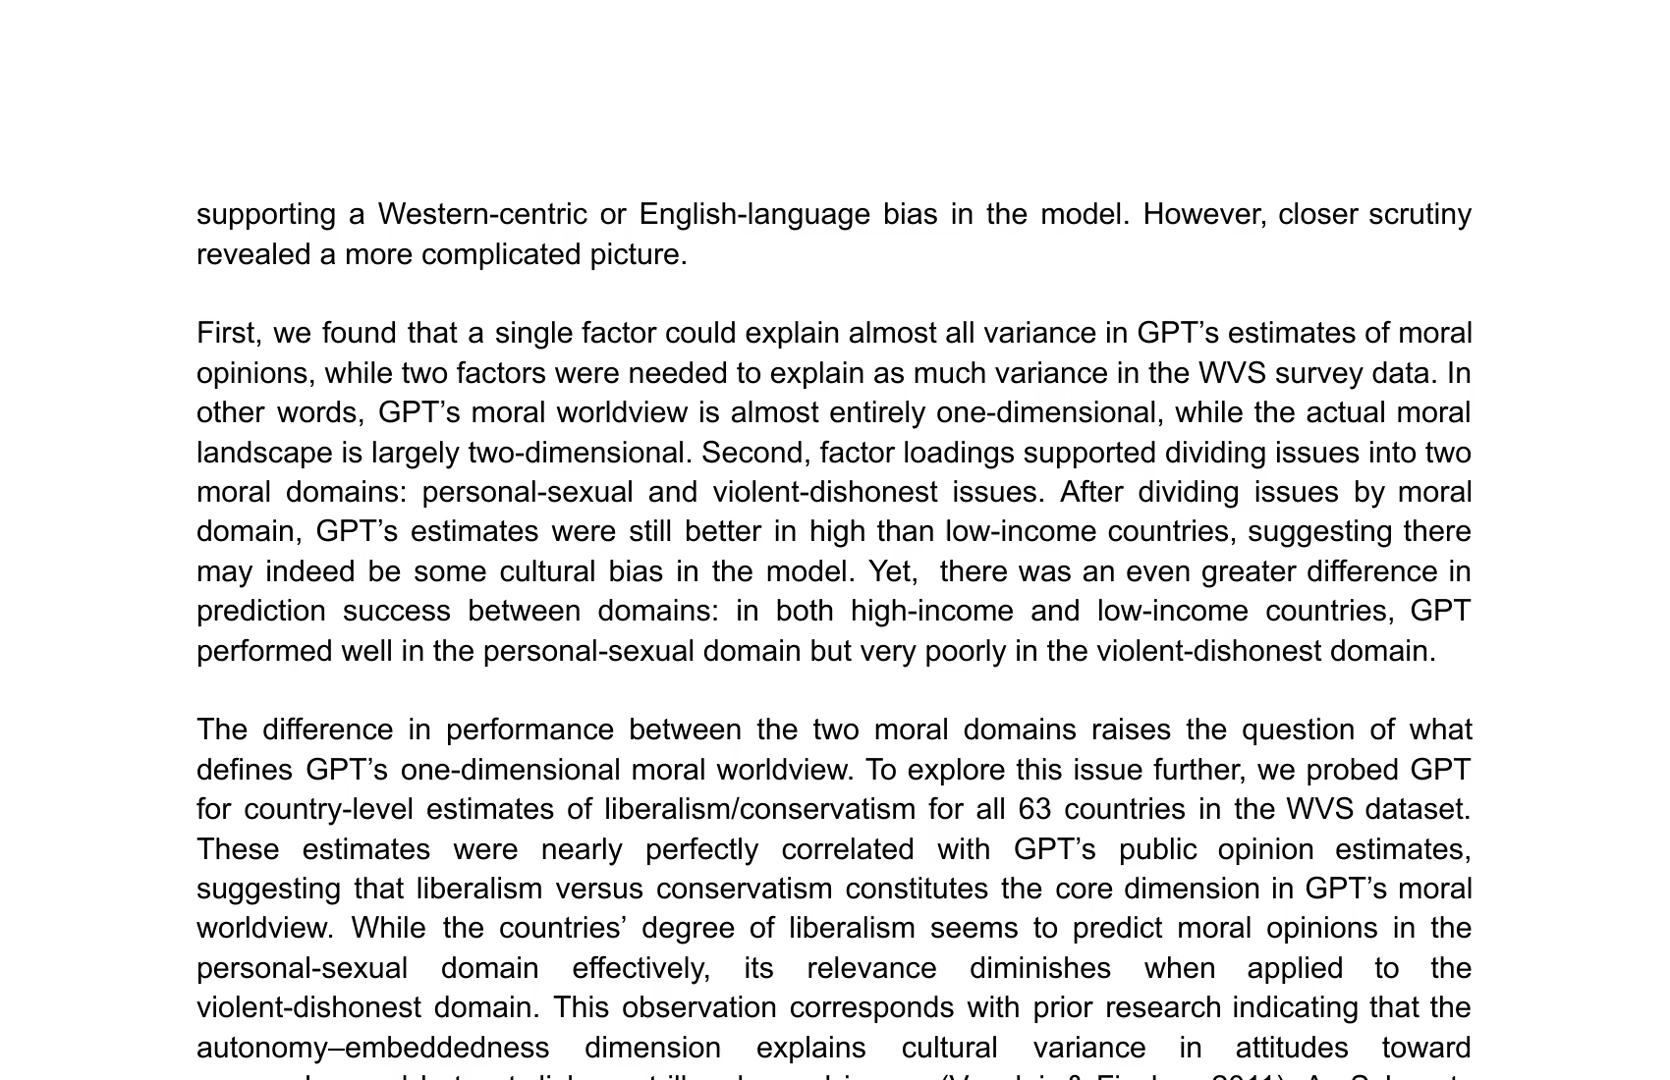 supporting a Western-centric or English-language bias in the model. However, closer scrutiny
revealed a more complicated picture.
First, we found that a single factor could explain almost all variance in GPT’s estimates of moral
opinions, while two factors were needed to explain as much variance in the WVS survey data. In
other words, GPT’s moral worldview is almost entirely one-dimensional, while the actual moral
landscape is largely two-dimensional. Second, factor loadings supported dividing issues into two
moral domains: personal-sexual and violent-dishonest issues. After dividing issues by moral
domain, GPT’s estimates were still better in high than low-income countries, suggesting there
may indeed be some cultural bias in the model. Yet,  there was an even greater difference in
prediction success between domains: in both high-income and low-income countries, GPT
performed well in the personal-sexual domain but very poorly in the violent-dishonest domain.
The difference in performance between the two moral domains raises the question of what
defines GPT’s one-dimensional moral worldview. To explore this issue further, we probed GPT
for country-level estimates of liberalism/conservatism for all 63 countries in the WVS dataset.
These estimates were nearly perfectly correlated with GPT’s public opinion estimates,
suggesting that liberalism versus conservatism constitutes the core dimension in GPT’s moral
worldview. While the countries’ degree of liberalism seems to predict moral opinions in the
personal-sexual domain effectively, its relevance diminishes when applied to the
violent-dishonest domain. This observation corresponds with prior research indicating that the
autonomy–embeddedness dimension explains cultural variance in attitudes toward